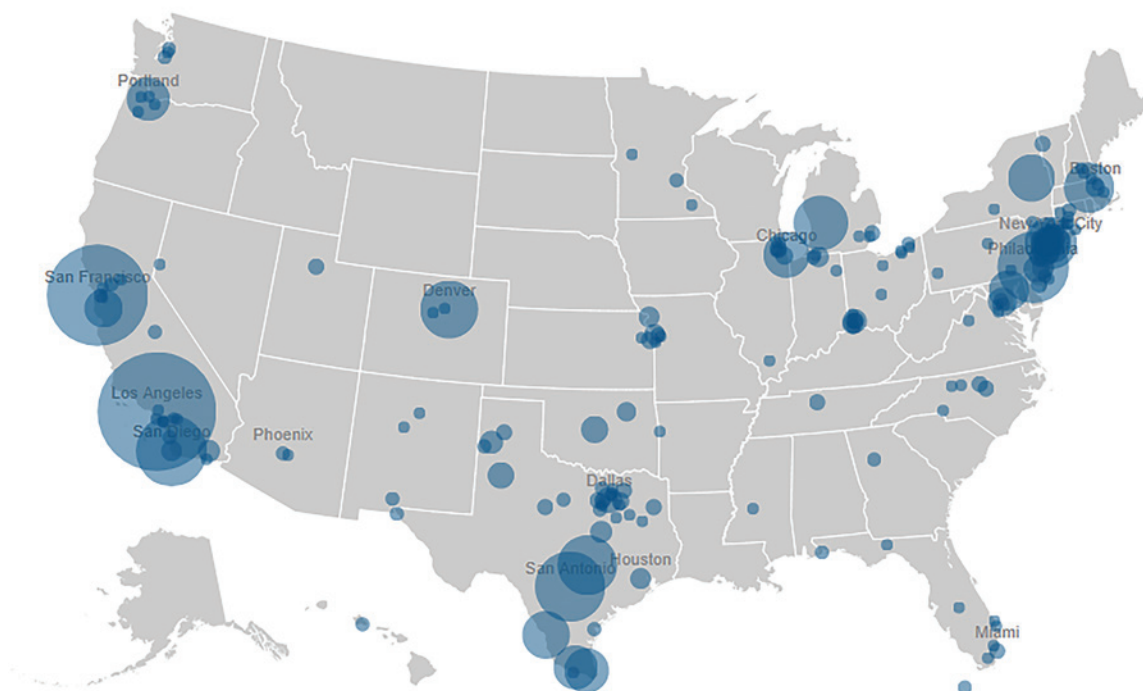 Portland
Boston
New York City
Chicago
Philadelphia
San Francisco
Denver
Los Angeles
San Diego
Phoenix
Dallas
Houston
San Antonio
Miami